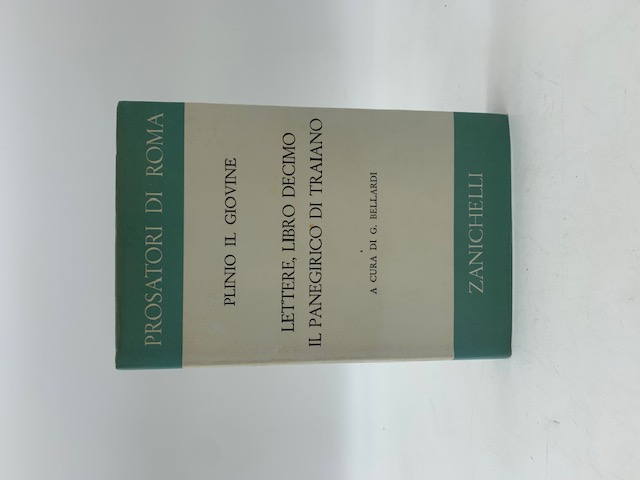 PROSATORI DI ROMA
PLINIO IL GIOVINE
LETTERE, LIBRO DECIMO
IL PANEGIRICO DI TRAIANO
A CURA DI G. BELLARDI
ZANICHELLI